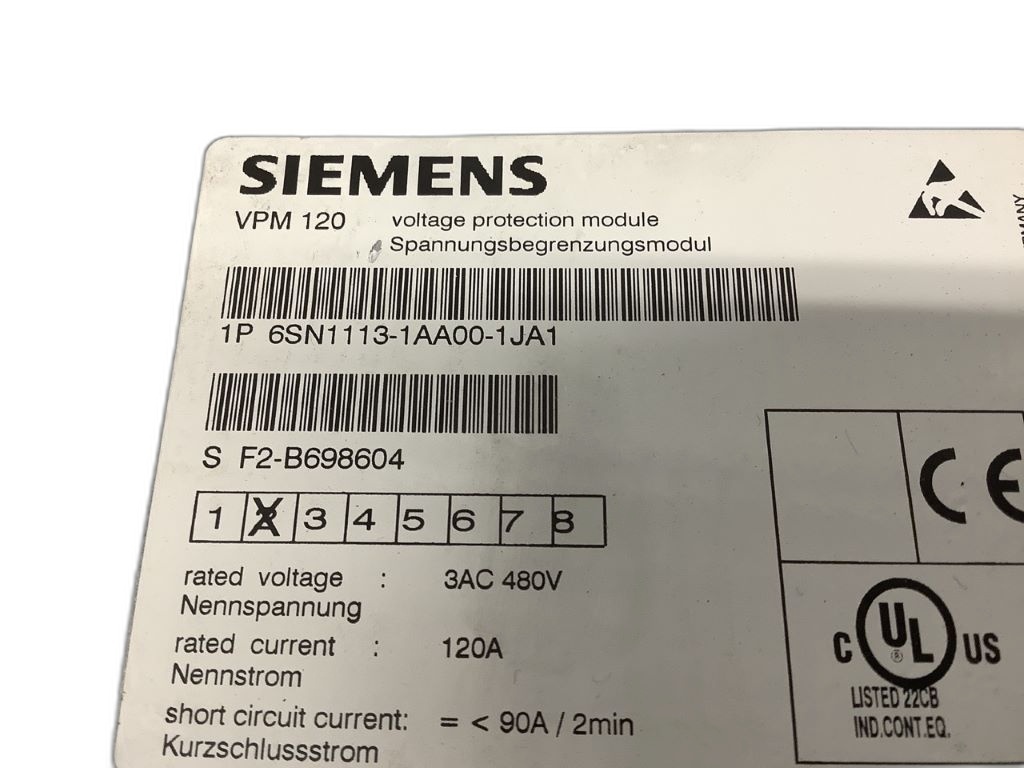 SIEMENS
VPM 120 voltage protection module
Spannungsbegrenzungsmodul
1P 6SN1113-1AA00-1JA1
S F2-B698604
1 2 3 4 5 6 7 8
rated voltage : 3AC 480V
Nennspannung
rated current : 120A
Nennstrom
short circuit current: = < 90A / 2min
Kurzschlussstrom
CE
C UL ® US
LISTED 22CB
IND.CONT.EQ.